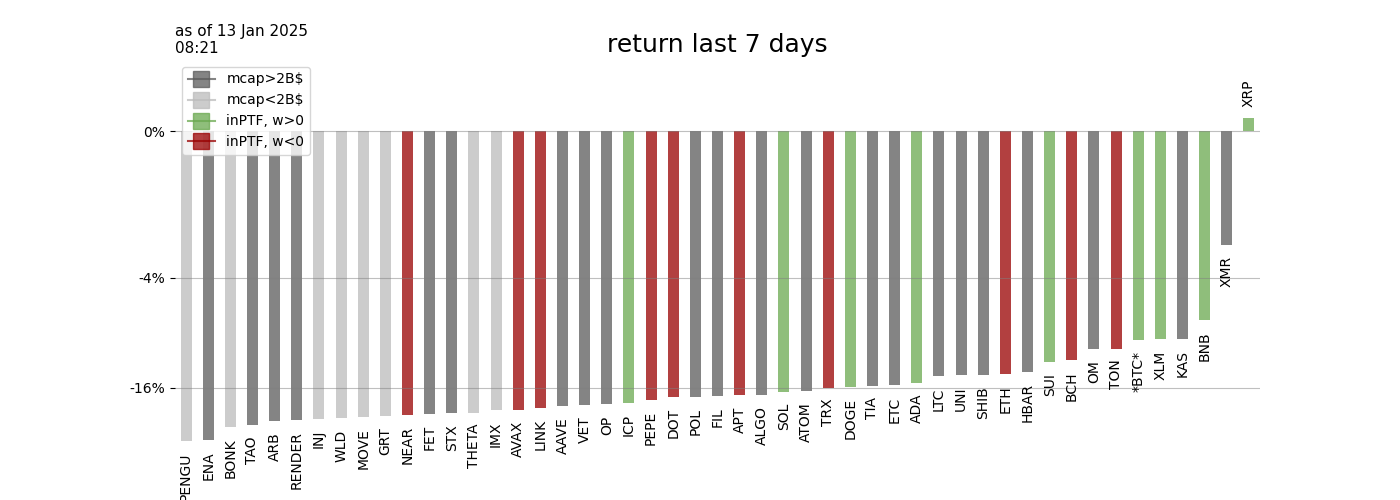 as of 13 Jan 2025
08:21
return last 7 days
mcap>2B$
mcap<2B$
inPTF, w>0
inPTF, w<0
0%
-4%
-16%
PENGU
ENA
BONK
TAO
ARB
RENDER
INJ
WLD
MOVE
GRT
NEAR
FET
STX
THETA
IMX
AVAX
LINK
AAVE
VET
OP
ICP
PEPE
DOT
POL
FIL
APT
ALGO
SOL
ATOM
TRX
DOGE
TIA
ETC
ADA
LTC
UNI
SHIB
ETH
HBAR
SUI
BCH
OM
TON
*BTC*
XLM
KAS
BNB
XMR
XRP